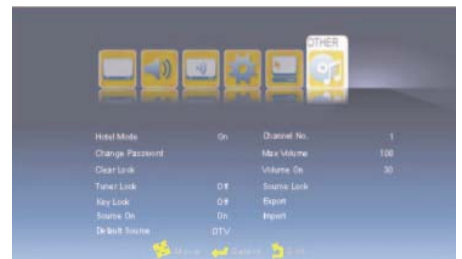 OTHER
Hotel Mode On
Change Password
Clear Lock
Tuner Lock Off
Key Lock Off
Source On On
Default Source DTV
Channel No. 1
Max Volume 100
Volume On 30
Source Lock
Export
Import
Move Select Exit